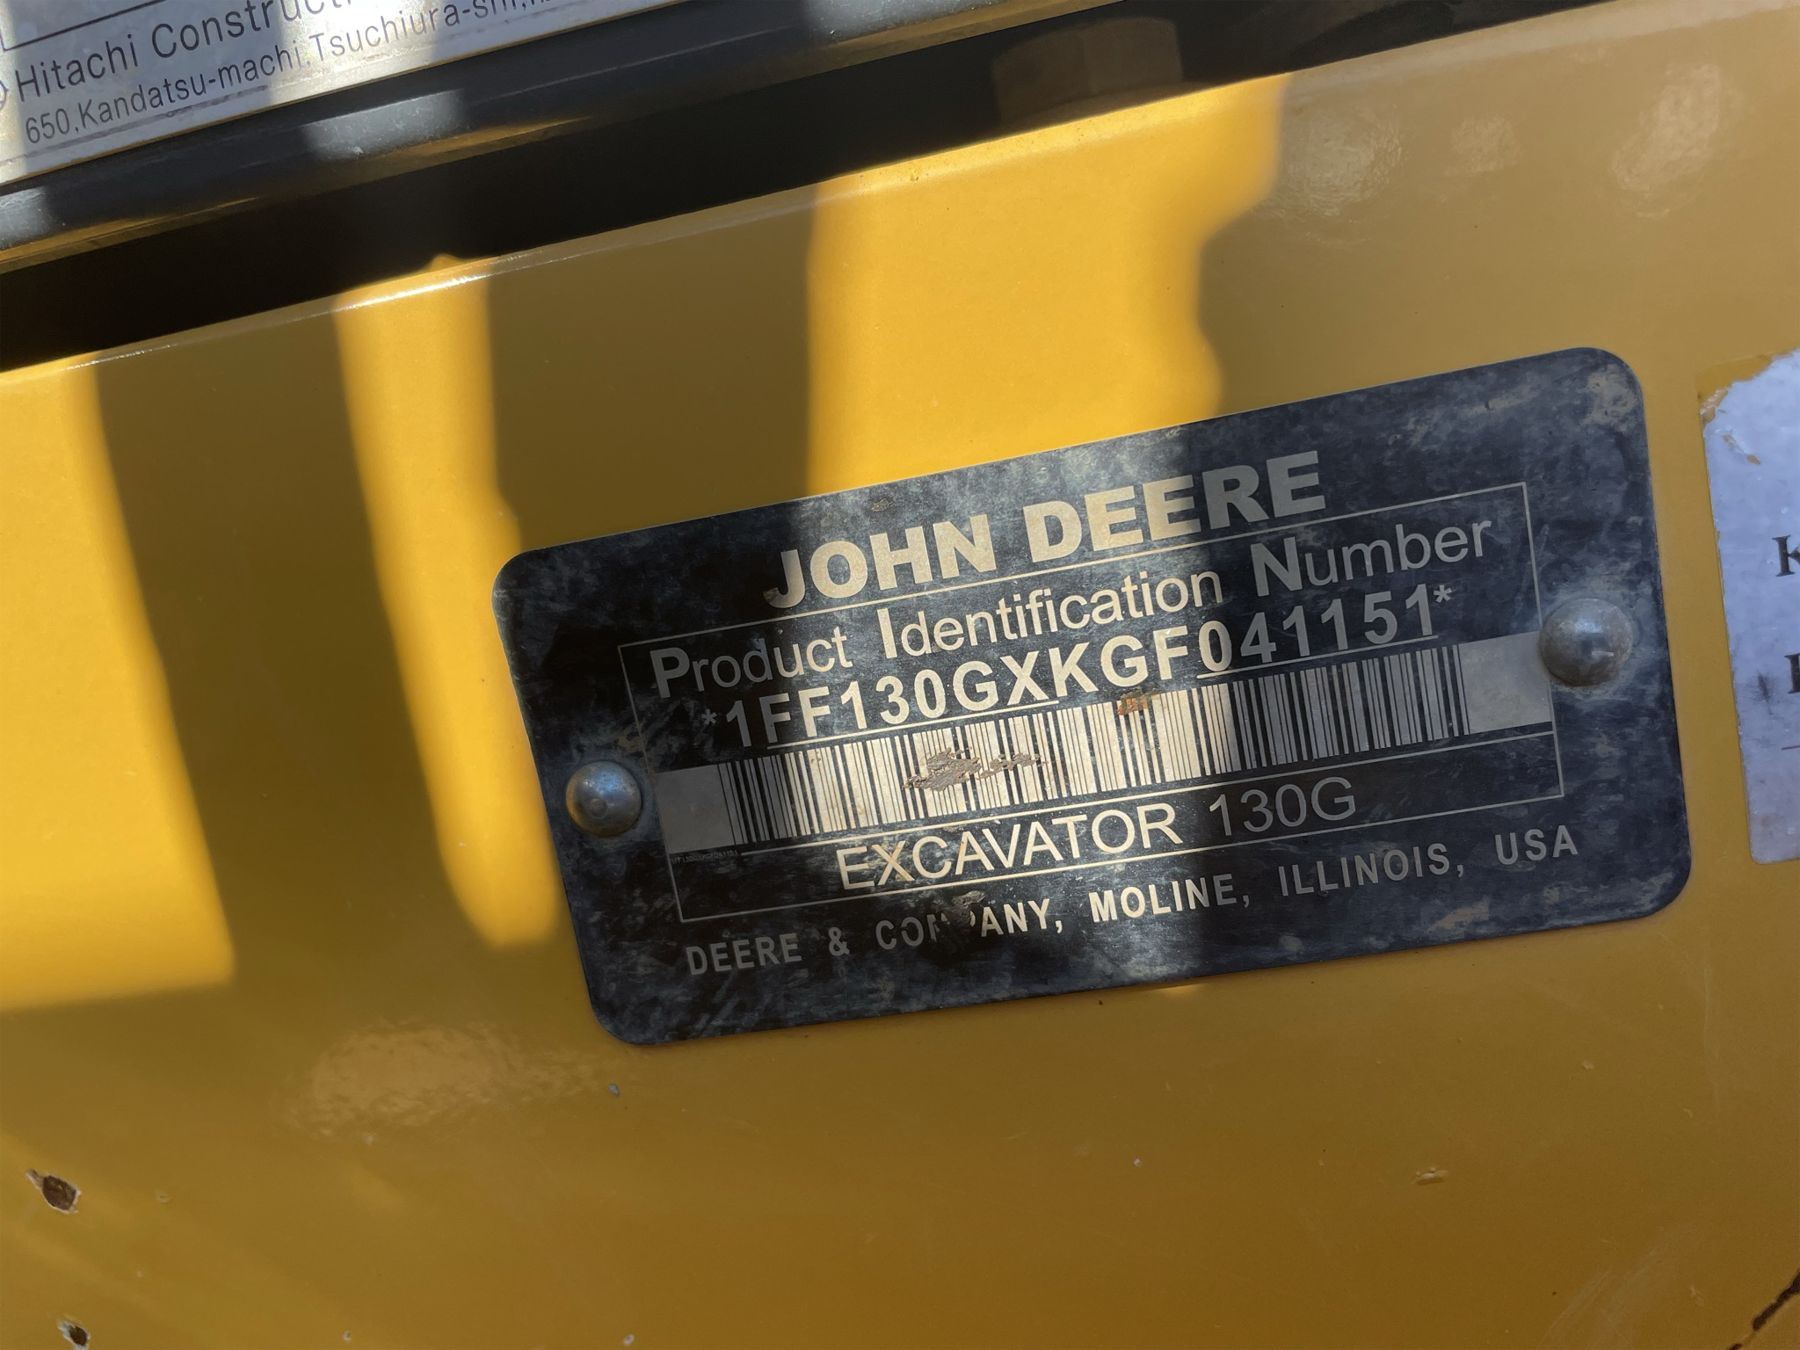 Hitachi Construct
650,Kandatsu-machi,Tsuchiura-shi,
JOHN DEERE
Product Identification Number
*1FF130GXKGF041151*
EXCAVATOR 130G
DEERE & COMPANY, MOLINE, ILLINOIS, USA
K